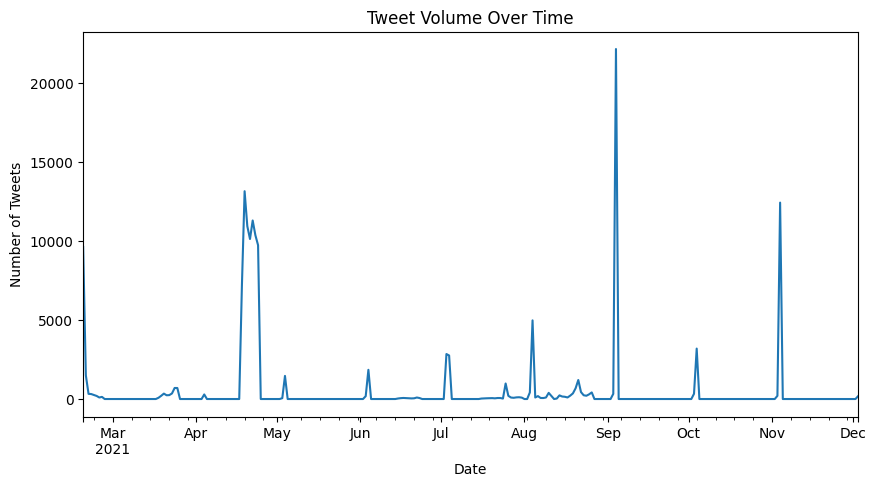 Tweet Volume Over Time
Number of Tweets
20000
15000
10000
5000
0
Mar
2021
Apr
May
Jun
Jul
Aug
Sep
Oct
Nov
Dec
Date